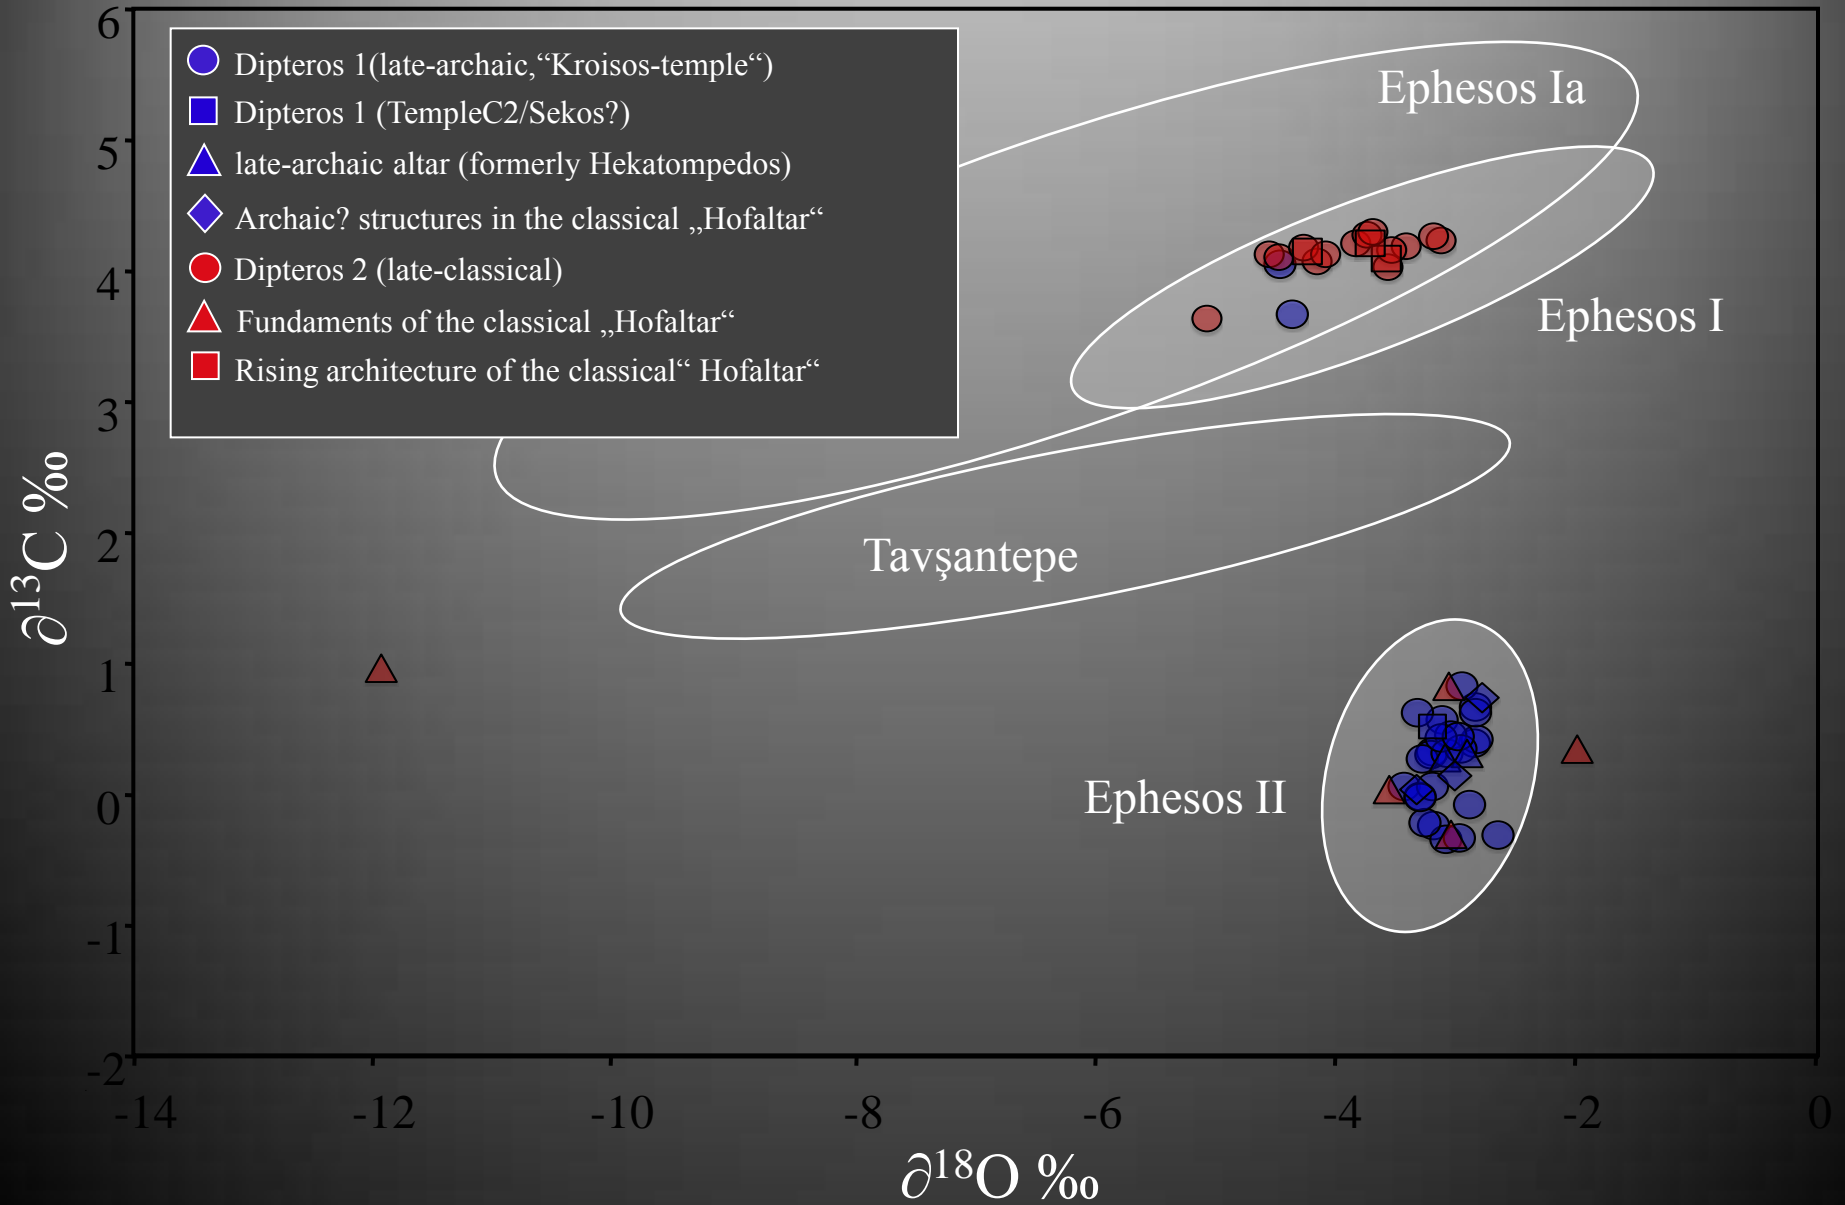 6
5
4
3
2
1
0
-1
-2
Dipteros 1(late-archaic,“Kroisos-temple“)
Dipteros 1 (TempleC2/Sekos?)
late-archaic altar (formerly Hekatompedos)
Archaic? structures in the classical „Hofaltar“
Dipteros 2 (late-classical)
Fundaments of the classical „Hofaltar“
Rising architecture of the classical“ Hofaltar“
Ephesos Ia
Ephesos I
Tavşantepe
Ephesos II
∂13C ‰
-14 -12 -10 -8 -6 -4 -2 0
∂18O ‰